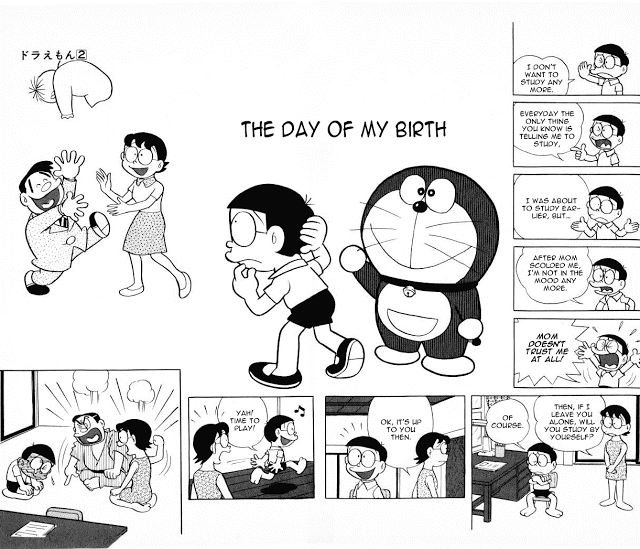 ドラえもん2
THE DAY OF MY BIRTH
I DON'T
WANT TO
STUDY ANY
MORE.
EVERYDAY THE
ONLY THING
YOU KNOW IS
TELLING ME TO
STUDY,
I WAS ABOUT
TO STUDY EAR-
LIER, BUT...
AFTER MOM
SCOLDED ME,
I'M NOT IN THE
MOOD ANY
MORE.
MOM
DOESN'T
TRUST ME
AT ALL!
THEN, IF I
LEAVE YOU
ALONE, WILL
YOU STUDY BY
YOURSELF?
OF
COURSE.
OK, IT'S UP
TO YOU
THEN.
YAH!
TIME TO
PLAY!